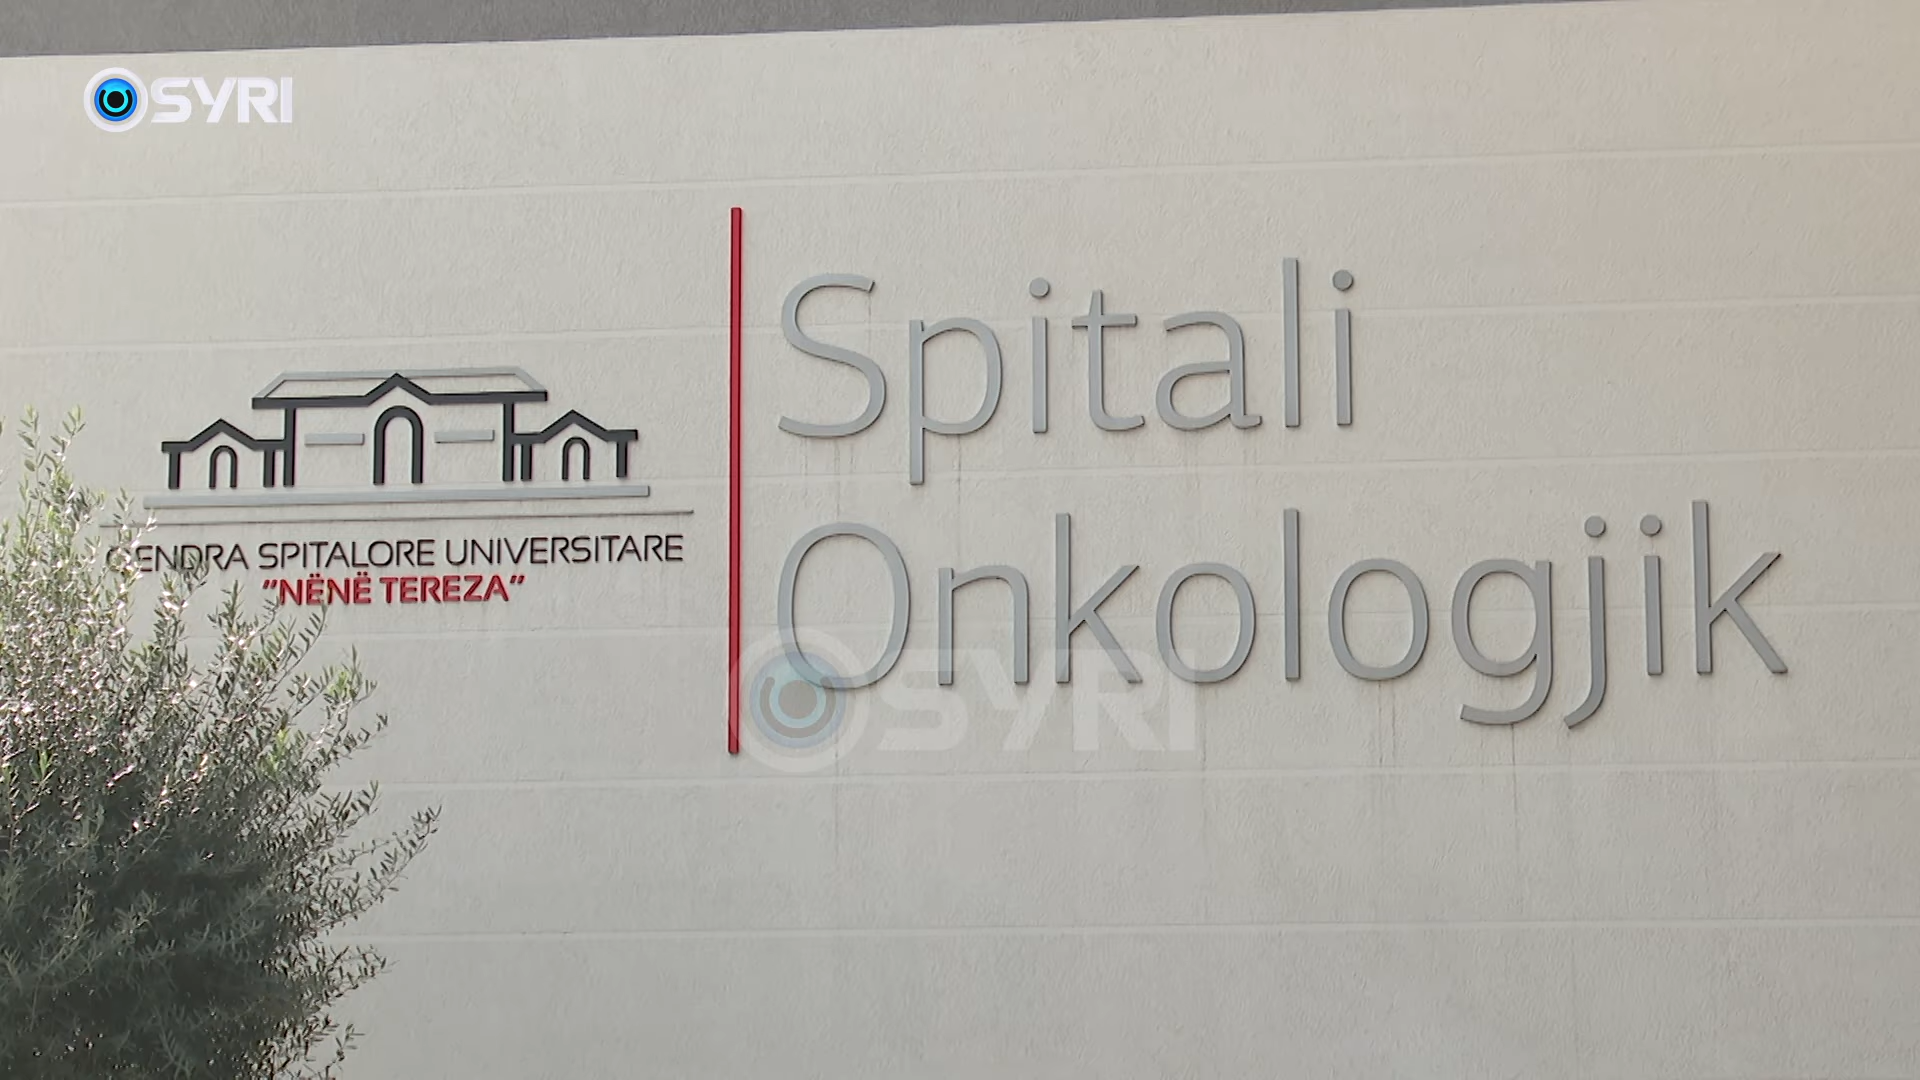 SYRI
QENDRA SPITALORE UNIVERSITARE
"NËNË TEREZA"
Spitali
Onkologjik
SYRI